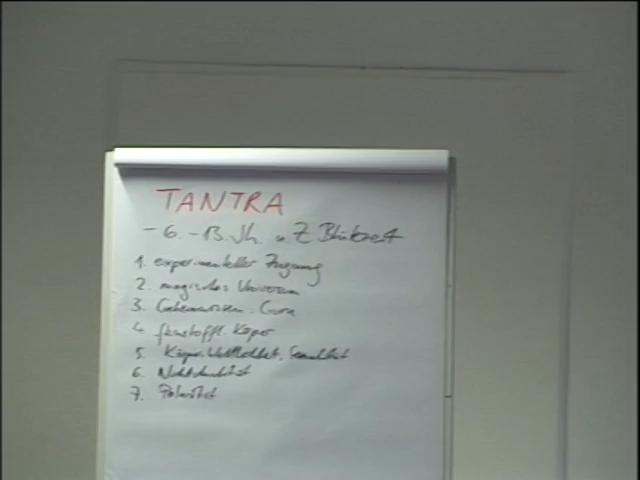 TANTRA
- 6. - 13. Jh. u. Z. Blütezeit
1. experimenteller Zugang
2. magisches Universum
3. Geheimwissen. Guru
4. feinstoffl. Körper
5. Körper, Weltlichkeit, Sexualität
6. Nichtdualität
7. Polarität